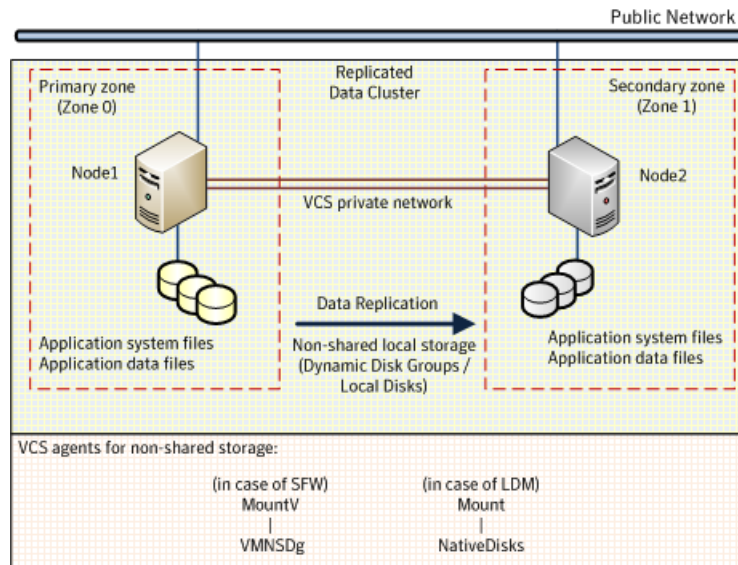 Public Network
Replicated
Data Cluster
Primary zone
(Zone 0)
Secondary zone
(Zone 1)
Node1
Node2
VCS private network
Data Replication
Non-shared local storage
(Dynamic Disk Groups /
Local Disks)
Application system files
Application data files
Application system files
Application data files
VCS agents for non-shared storage:
(in case of SFW)
MountV
|
VMNSDg
(in case of LDM)
Mount
|
NativeDisks